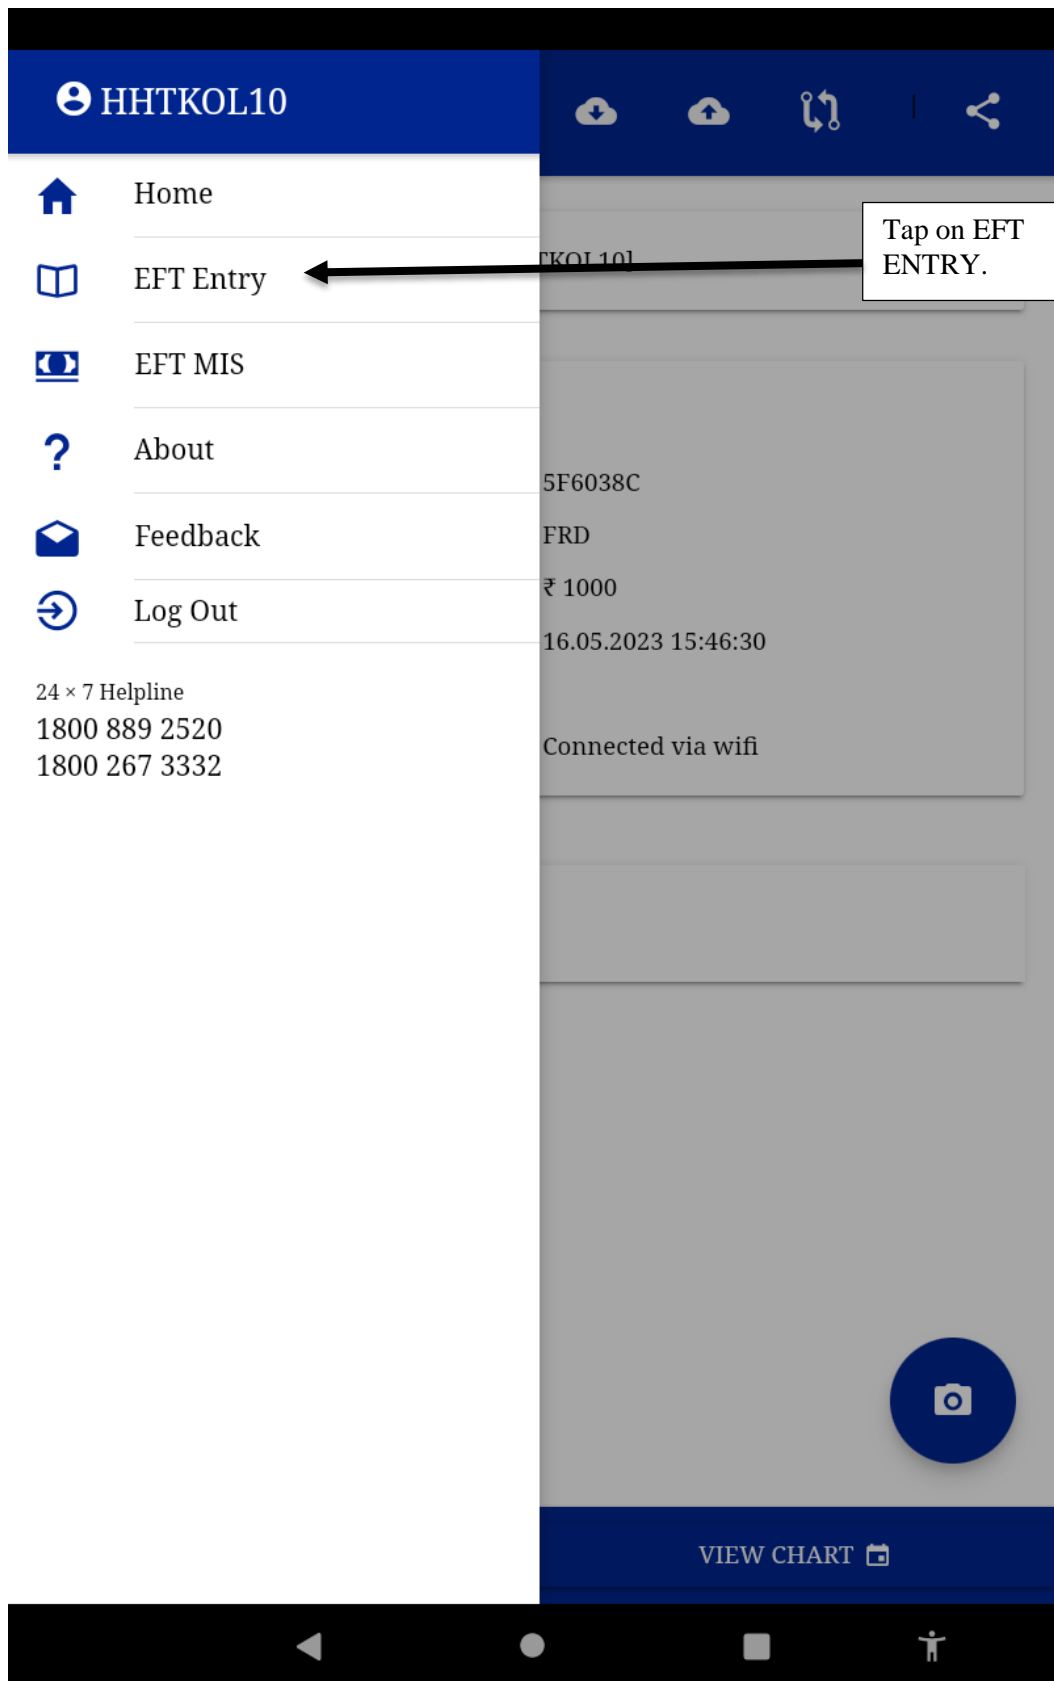 HHTKOL10
Home
EFT Entry
EFT MIS
About
Feedback
Log Out
24 × 7 Helpline
1800 889 2520
1800 267 3332
TKOL10]
Tap on EFT
ENTRY.
5F6038C
FRD
₹ 1000
16.05.2023 15:46:30
Connected via wifi
VIEW CHART